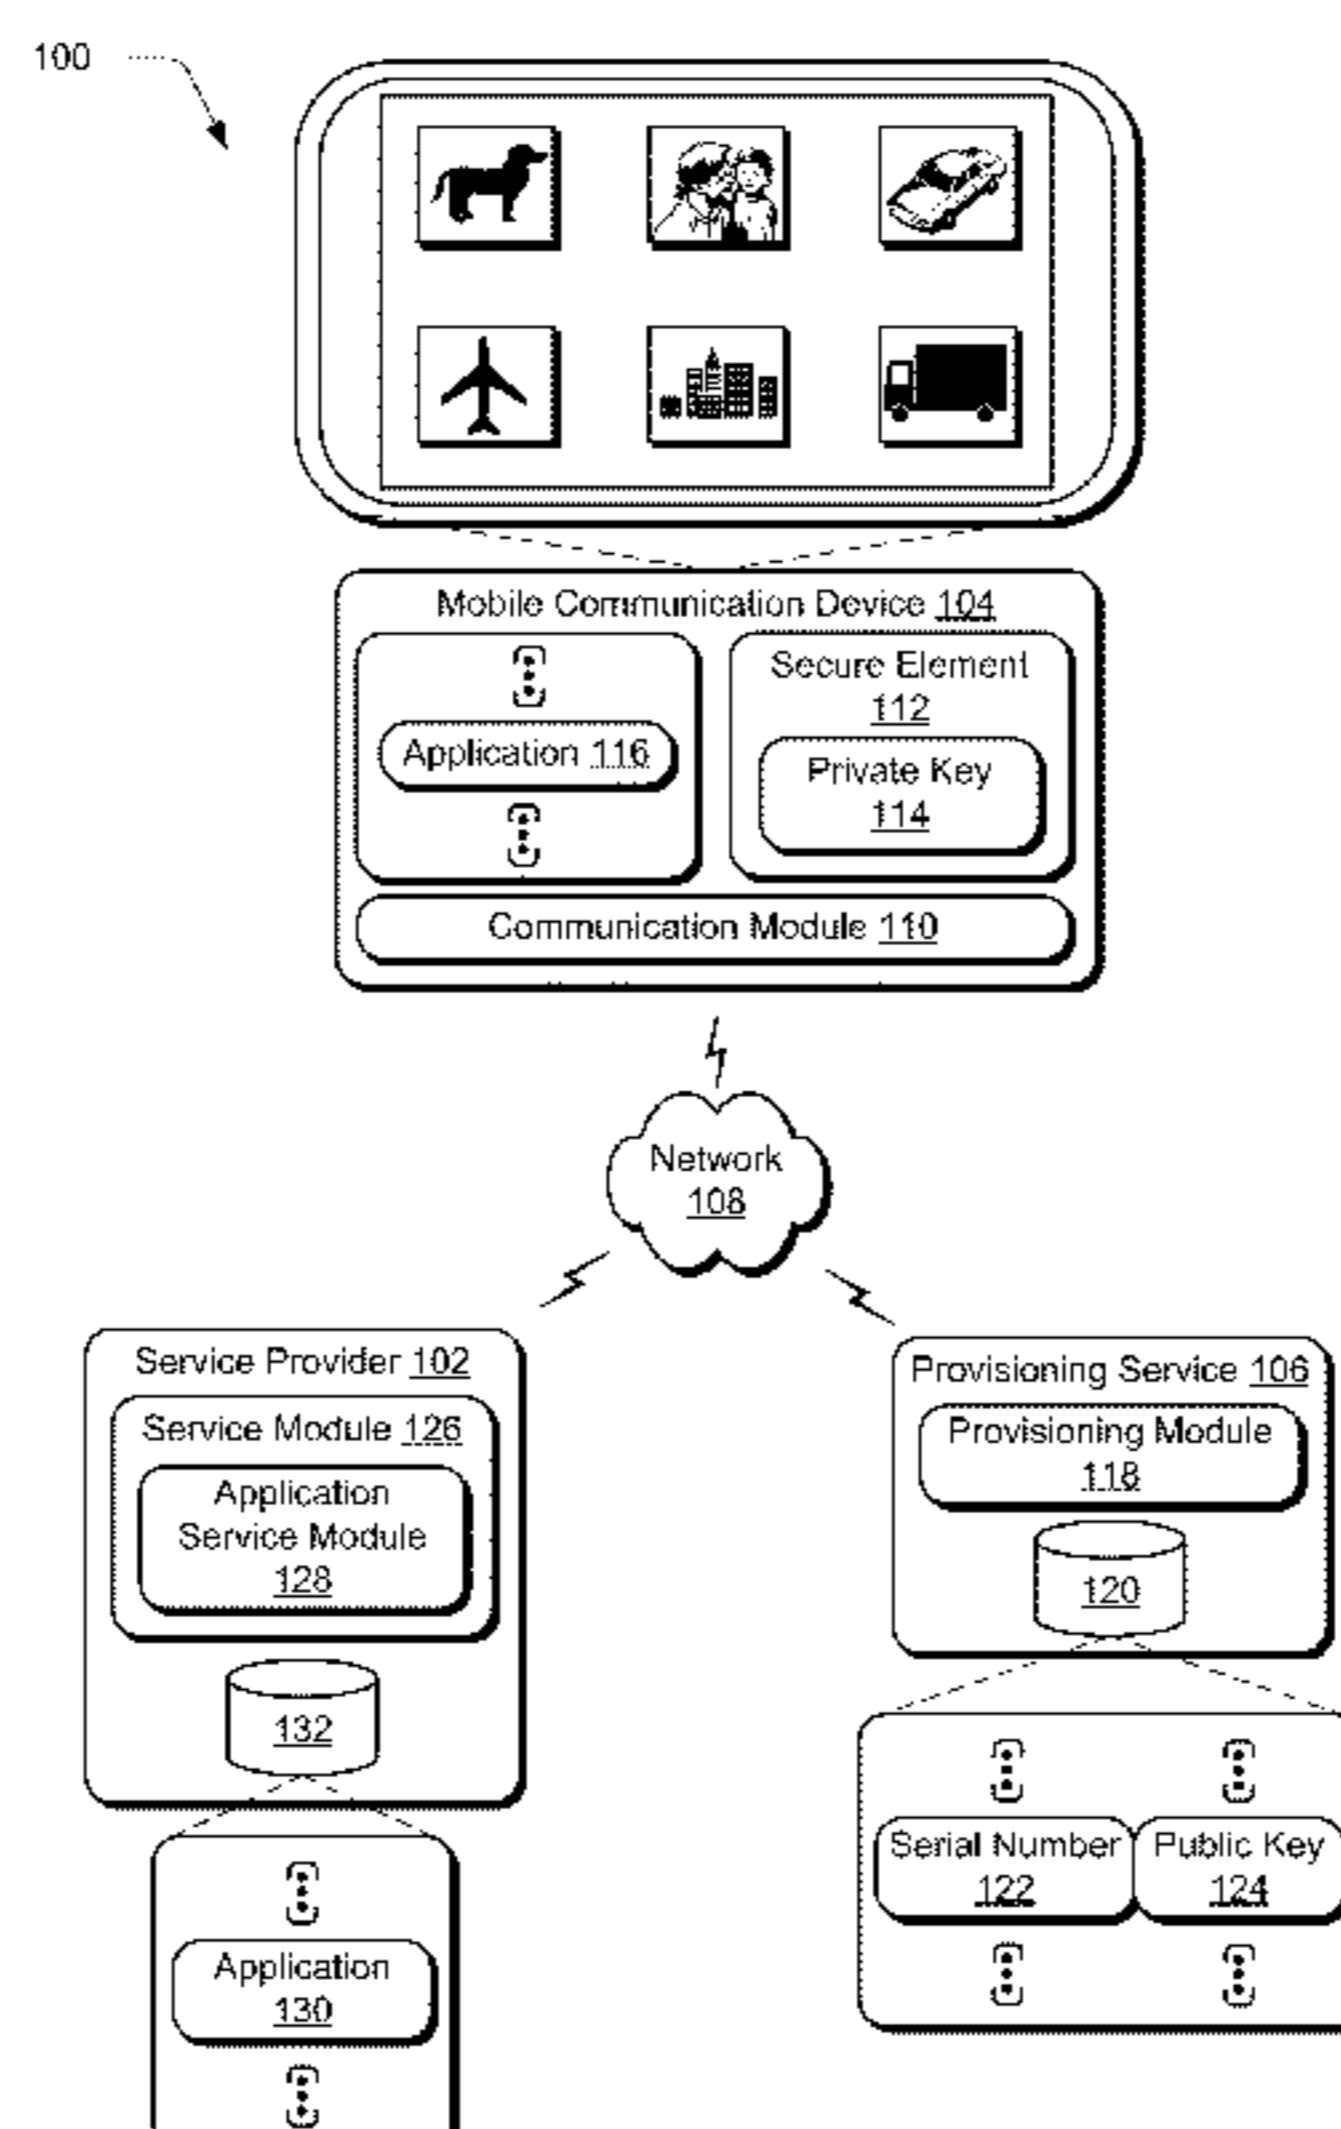 100
Mobile Communication Device 104
Application 116
Secure Element
112
Private Key
114
Communication Module 110
Network
108
Service Provider 102
Service Module 126
Application
Service Module
128
132
Application
130
Provisioning Service 106
Provisioning Module
118
120
Serial Number
122
Public Key
124